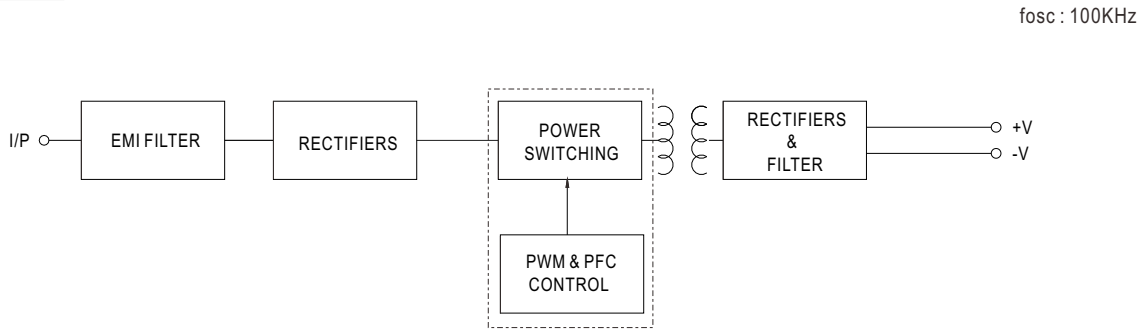 fosc : 100KHz
I/P
EMI FILTER
RECTIFIERS
POWER
SWITCHING
RECTIFIERS
&
FILTER
+V
-V
PWM & PFC
CONTROL